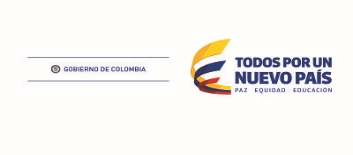 GOBIERNO DE COLOMBIA
TODOS POR UN
NUEVO PAÍS
PAZ EQUIDAD EDUCACIÓN